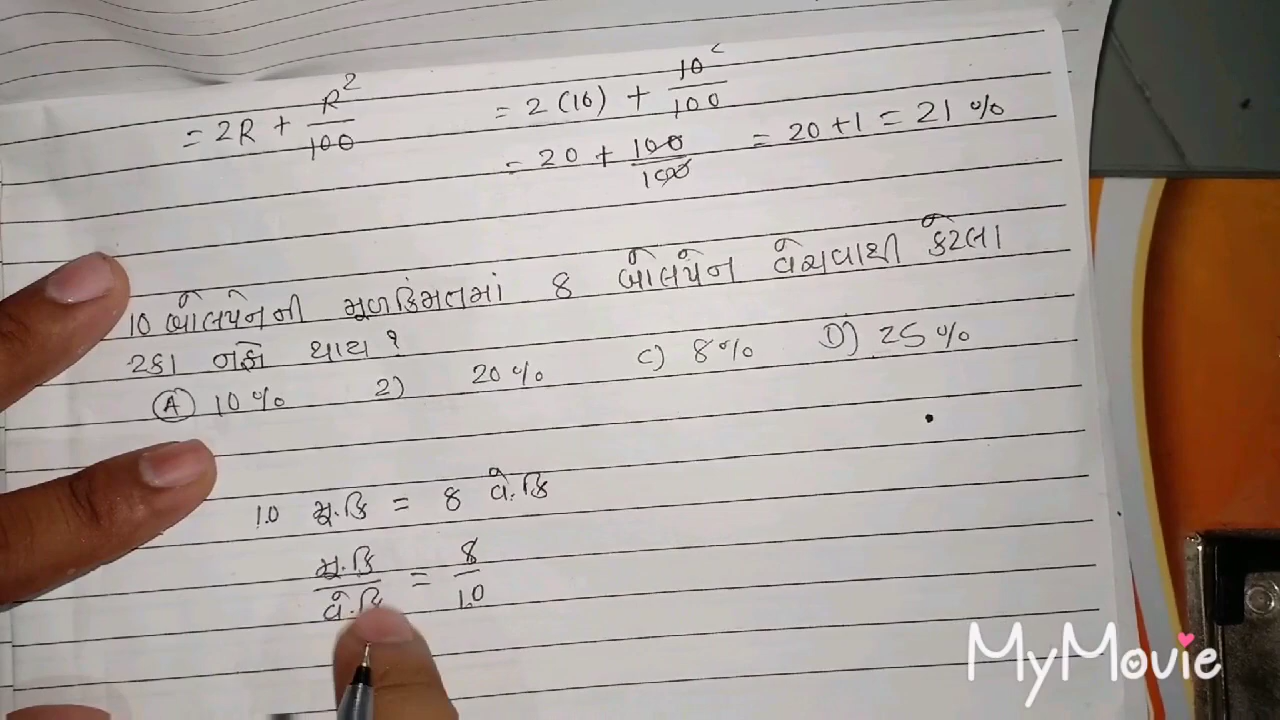 = 2R + R²/100 = 2 (10) + 10²/100
= 20 + 100/100 = 20 + 1 = 21 %
10 બોલપેનની મૂળકિંમતમાં 8 બોલપેન વેચવાથી કેટલા
ટકા નફો થાય ?
(A) 10 % 2) 20 % C) 8 % D) 25 %
10 મૂ.કિ = 8 વે.કિ
મૂ.કિ/વે.કિ = 8/10
MyMovie